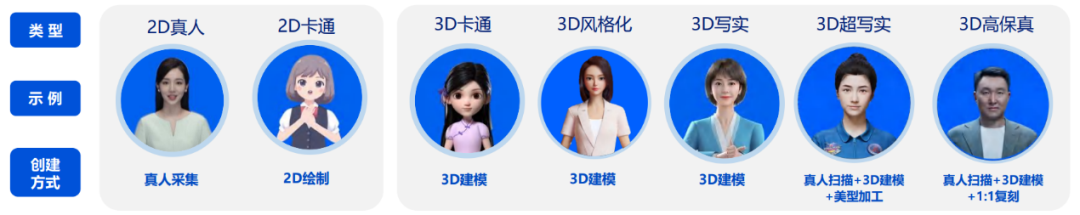 类 型
2D真人
2D卡通
3D卡通
3D风格化
3D写实
3D超写实
3D高保真
示 例
创建
方式
真人采集
2D绘制
3D建模
3D建模
3D建模
真人扫描+3D建模
+美型加工
真人扫描+3D建模
+1:1复刻